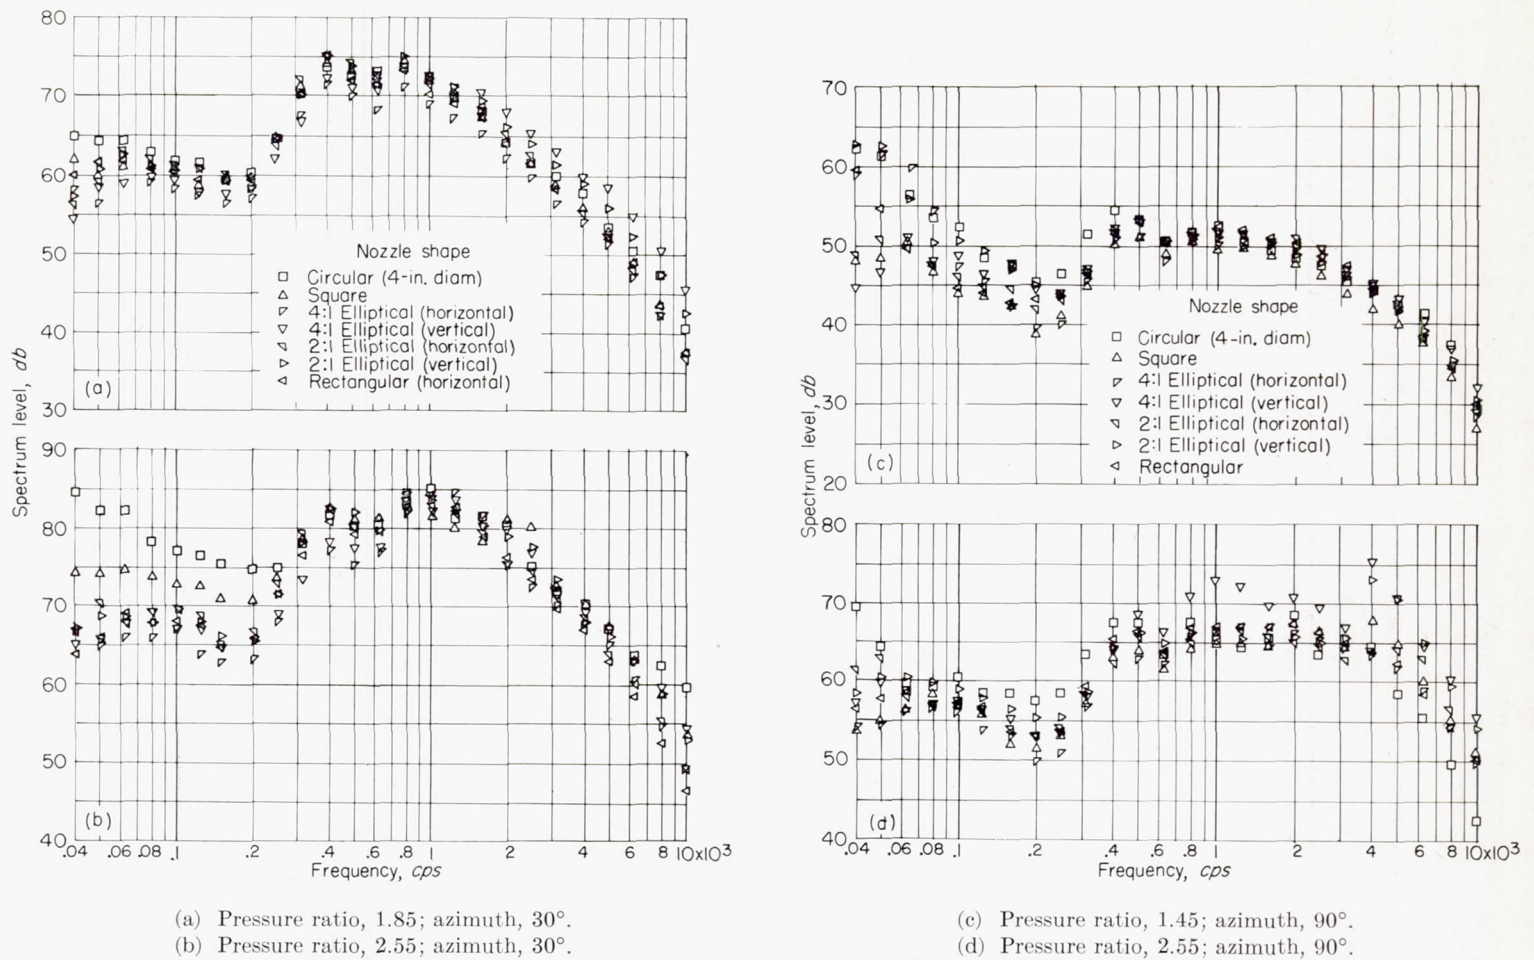 80
70
60
50
40
30
(a)
Nozzle shape
□ Circular (4-in. diam)
△ Square
4:1 Elliptical (horizontal)
▽ 4:1 Elliptical (vertical)
2:1 Elliptical (horizontal)
2:1 Elliptical (vertical)
Rectangular (horizontal)
Spectrum level, db
90
80
70
60
50
40
(b)
.04 .06 .08 .1 .2 .4 .6 .8 1 2 4 6 8 10x10³
Frequency, cps
70
60
50
40
30
20
(c)
Nozzle shape
□ Circular (4-in. diam)
△ Square
4:1 Elliptical (horizontal)
▽ 4:1 Elliptical (vertical)
2:1 Elliptical (horizontal)
2:1 Elliptical (vertical)
Rectangular
Spectrum level, db
80
70
60
50
40
(d)
.04 .06 .08 .1 .2 .4 .6 .8 1 2 4 6 8 10x10³
Frequency, cps
(a) Pressure ratio, 1.85; azimuth, 30°.
(b) Pressure ratio, 2.55; azimuth, 30°.
(c) Pressure ratio, 1.45; azimuth, 90°.
(d) Pressure ratio, 2.55; azimuth, 90°.